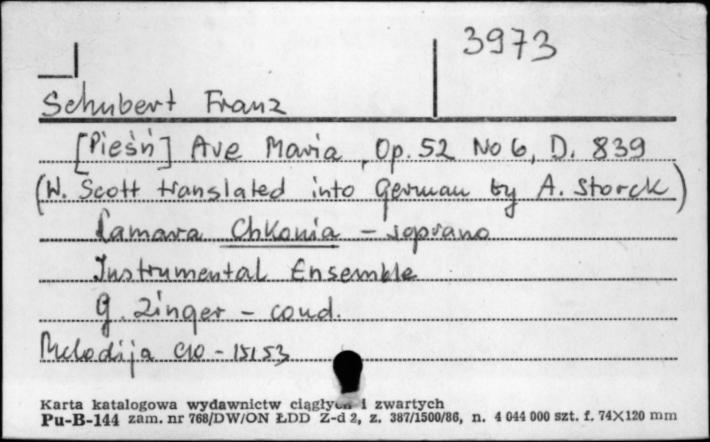 3973
Schubert Franz
[Pieśń] Ave Maria, Op. 52 No 6, D. 839
(W. Scott translated into German by A. Storck)
Lamara Chkonia - soprano
Instrumental Ensemble
G. Zinger - cond.
Melodija C10 - 15153
Karta katalogowa wydawnictw ciągłych i zwartych
Pu-B-144 zam. nr 768/DW/ON ŁDD Z-d 2, z. 387/1500/86, n. 4 044 000 szt. f. 74X120 mm